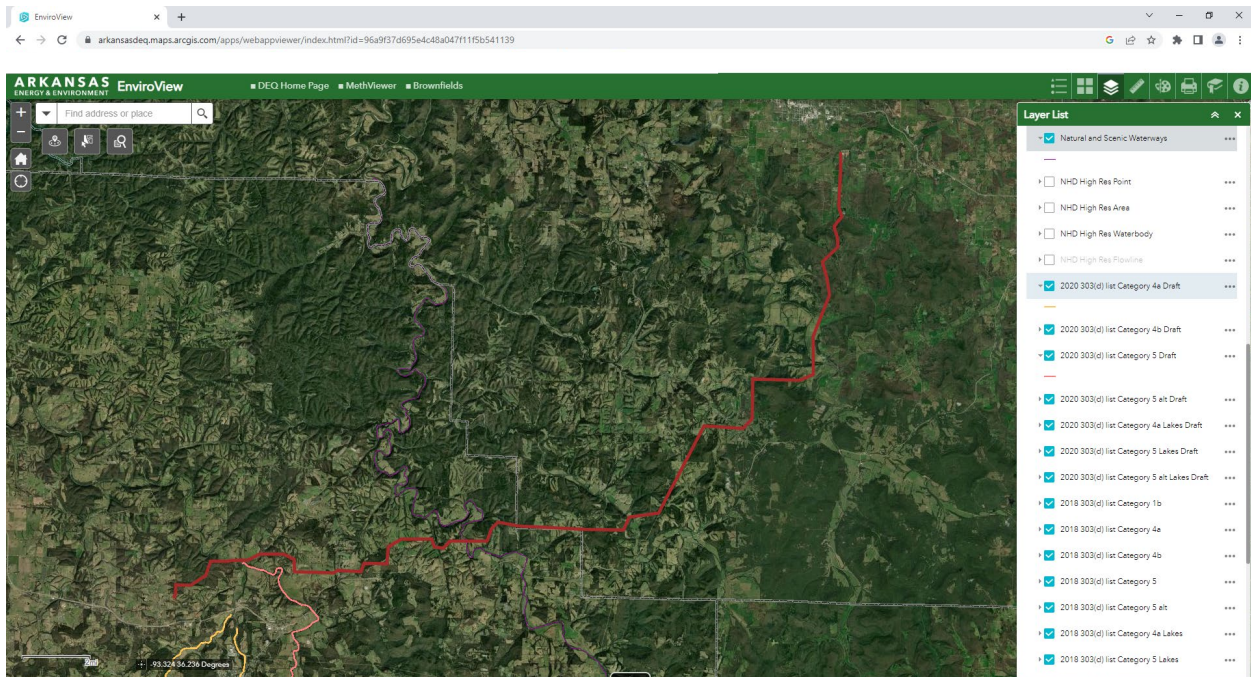 EnviroView
arkansasdeq.maps.arcgis.com/apps/webappviewer/index.html?id=96a9f37d695e4c48a047f11f5b541139
ARKANSAS
ENERGY & ENVIRONMENT
EnviroView
DEQ Home Page
MethViewer
Brownfields
Find address or place
Layer List
Natural and Scenic Waterways
NHD High Res Point
NHD High Res Area
NHD High Res Waterbody
NHD High Res Flowline
2020 303(d) list Category 4a Draft
2020 303(d) list Category 4b Draft
2020 303(d) list Category 5 Draft
2020 303(d) list Category 5 alt Draft
2020 303(d) list Category 4a Lakes Draft
2020 303(d) list Category 5 Lakes Draft
2020 303(d) list Category 5 alt Lakes Draft
2018 303(d) list Category 1b
2018 303(d) list Category 4a
2018 303(d) list Category 4b
2018 303(d) list Category 5
2018 303(d) list Category 5 alt
2018 303(d) list Category 4a Lakes
2018 303(d) list Category 5 Lakes
2mi
-93.324 36.236 Degrees